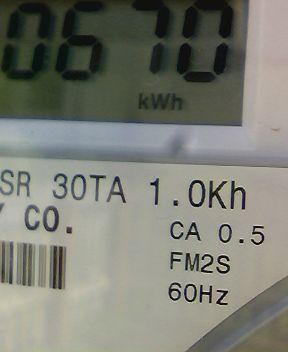 0670
kWh
SR 30TA 1.0Kh
Y CO.
CA 0.5
FM2S
60Hz